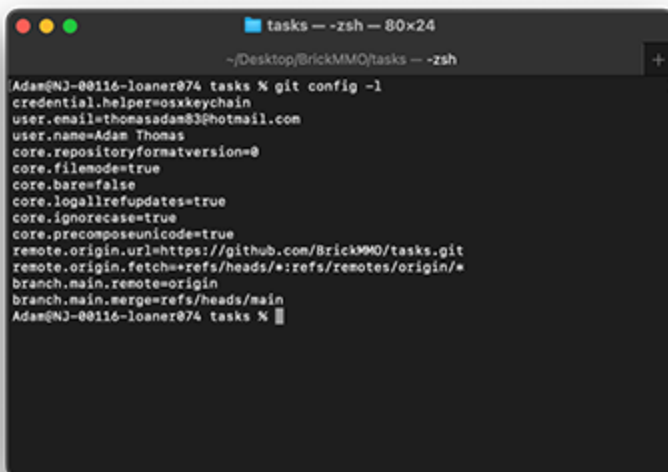 tasks — -zsh — 80×24
~/Desktop/BrickMMO/tasks — -zsh
+
[Adam@NJ-00116-loaner074 tasks % git config -l
credential.helper=osxkeychain
user.email=thomasadam83@hotmail.com
user.name=Adam Thomas
core.repositoryformatversion=0
core.filemode=true
core.bare=false
core.logallrefupdates=true
core.ignorecase=true
core.precomposeunicode=true
remote.origin.url=https://github.com/BrickMMO/tasks.git
remote.origin.fetch=+refs/heads/*:refs/remotes/origin/*
branch.main.remote=origin
branch.main.merge=refs/heads/main
Adam@NJ-00116-loaner074 tasks %